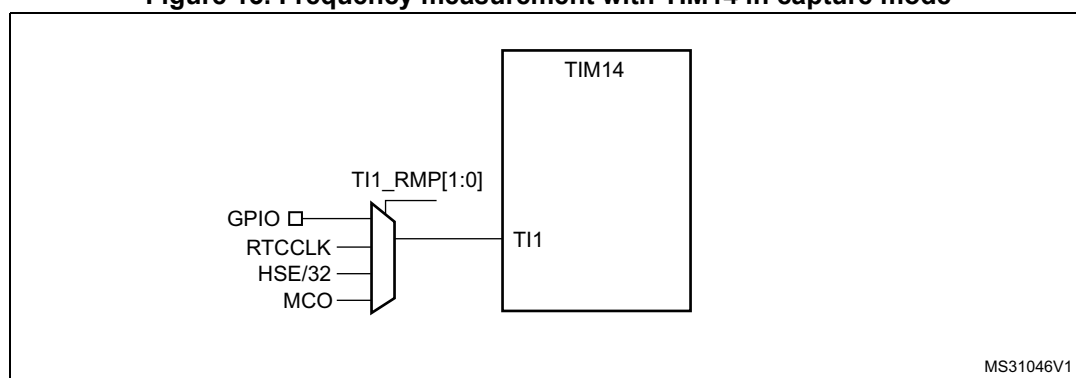 Figure 15. Frequency measurement with TIM14 in capture mode
TIM14
TI1_RMP[1:0]
GPIO
TI1
RTCCLK
HSE/32
MCO
MS31046V1